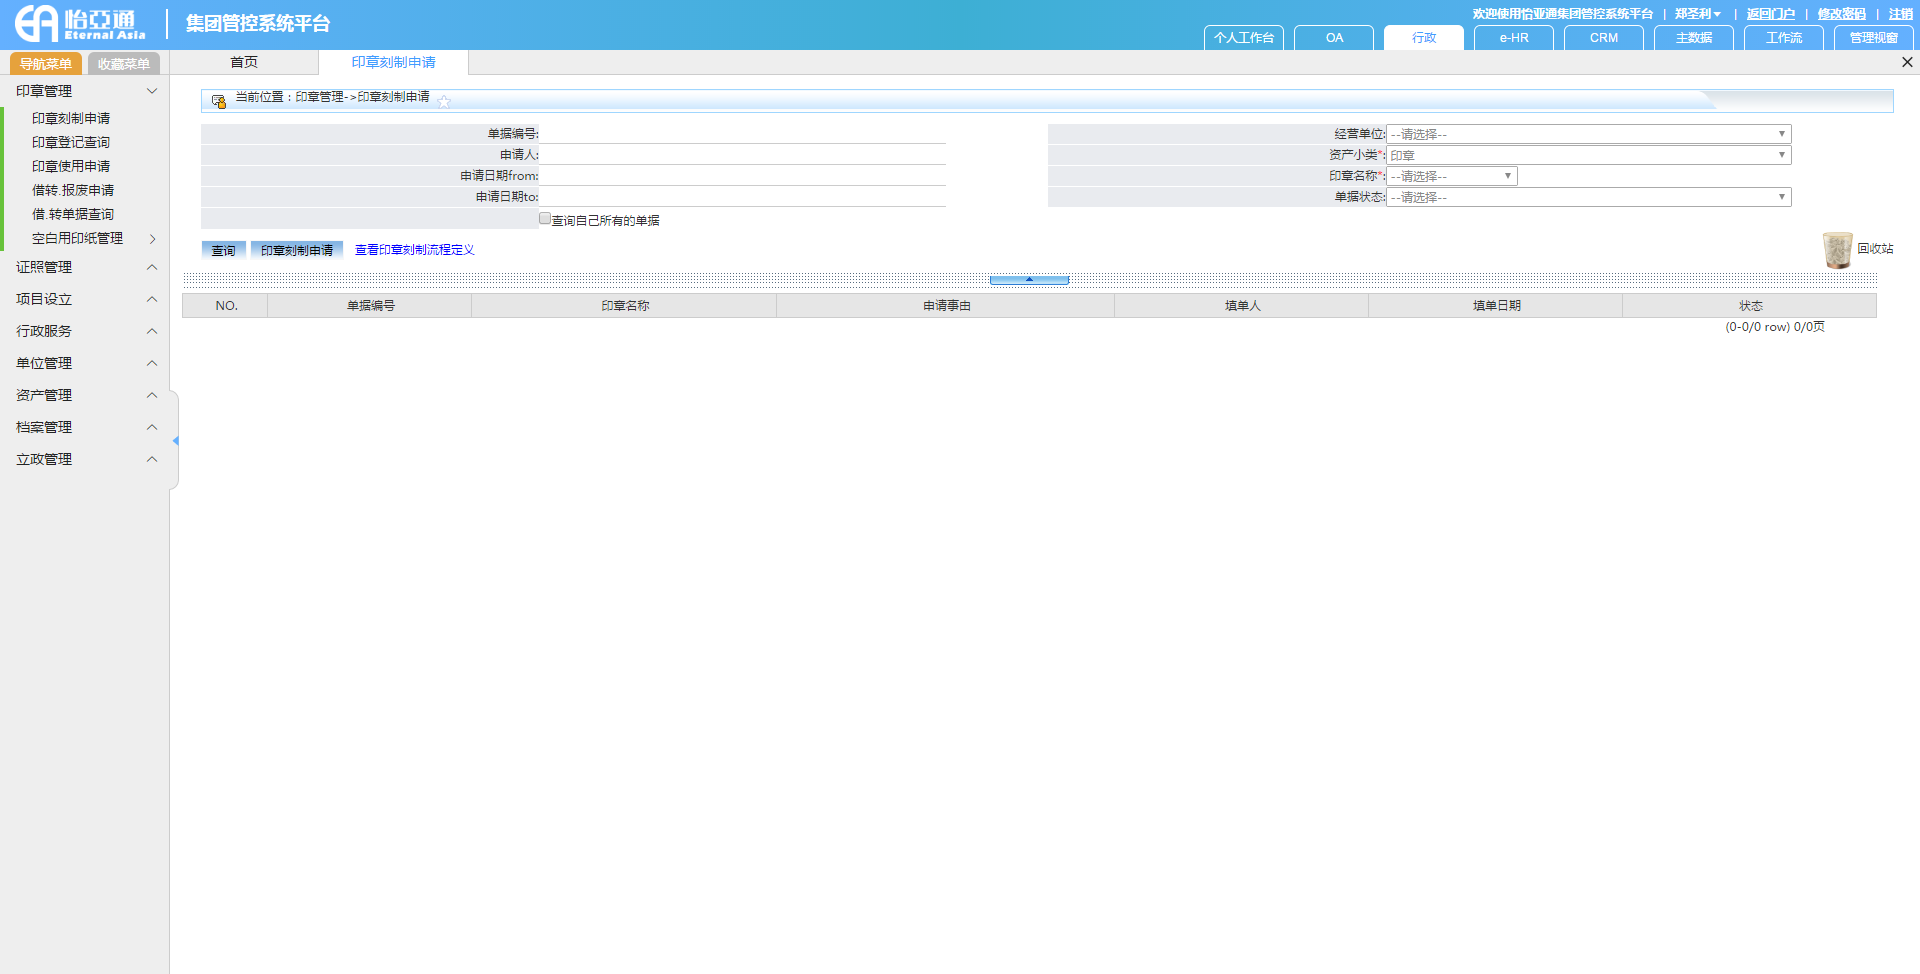 怡亞通
Eternal Asia
集团管控系统平台
欢迎使用怡亚通集团管控系统平台 | 郑圣利 | 返回门户 | 修改密码 | 注销
个人工作台 OA 行政 e-HR CRM 主数据 工作流 管理视窗
导航菜单 收藏菜单 首页 印章刻制申请
印章管理
印章刻制申请
印章登记查询
印章使用申请
借转.报废申请
借.转单据查询
空白用印纸管理
证照管理
项目设立
行政服务
单位管理
资产管理
档案管理
立政管理
当前位置：印章管理->印章刻制申请
单据编号: 经营单位: --请选择--
申请人: 资产小类*: 印章
申请日期from: 印章名称*: --请选择--
申请日期to: 单据状态: --请选择--
查询自己所有的单据
查询 印章刻制申请 查看印章刻制流程定义 回收站
NO. 单据编号 印章名称 申请事由 填单人 填单日期 状态
(0-0/0 row) 0/0页